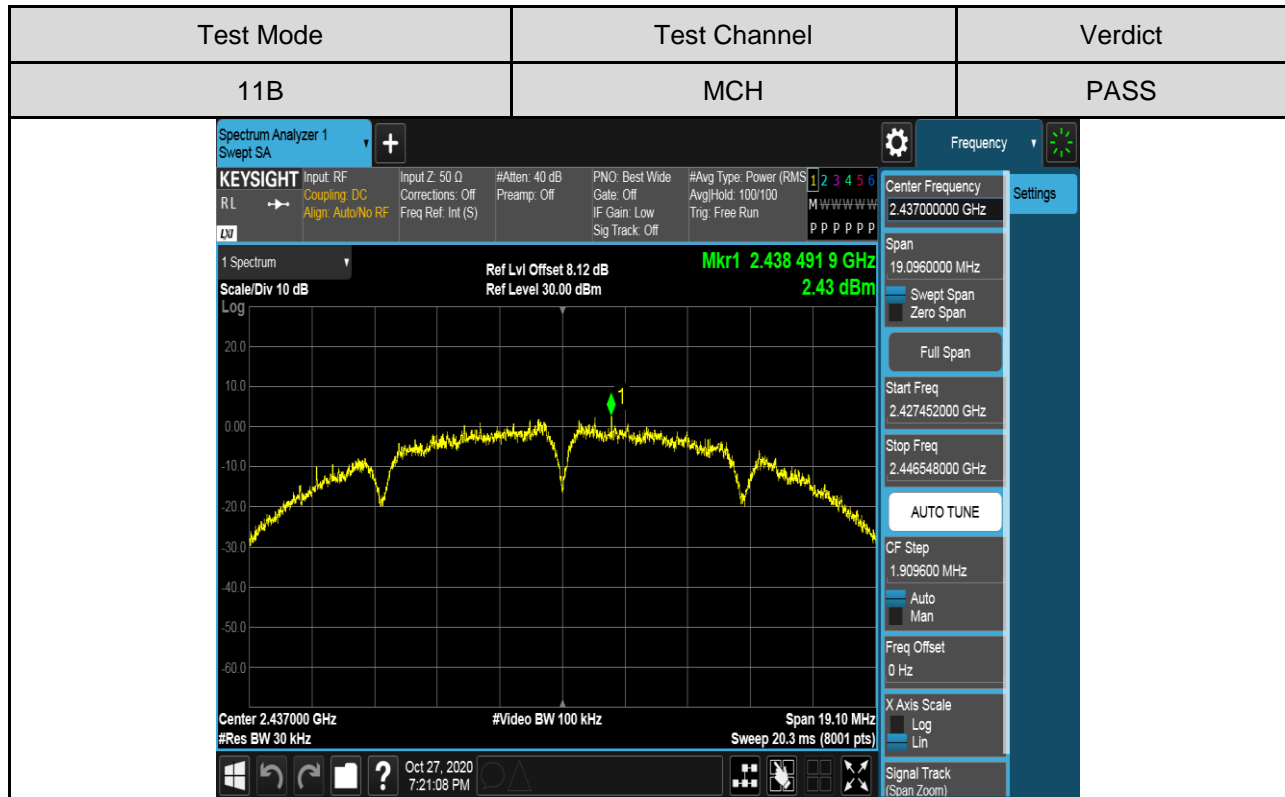 Test Mode Test Channel Verdict
11B MCH PASS
Spectrum Analyzer 1
Swept SA
+
Frequency
KEYSIGHT
RL
LXI
Input: RF
Coupling: DC
Align: Auto/No RF
Input Z: 50 Ω
Corrections: Off
Freq Ref: Int (S)
#Atten: 40 dB
Preamp: Off
PNO: Best Wide
Gate: Off
IF Gain: Low
Sig Track: Off
#Avg Type: Power (RMS
Avg|Hold: 100/100
Trig: Free Run
1 2 3 4 5 6
M W W W W W
P P P P P P
1 Spectrum
Scale/Div 10 dB
Ref Lvl Offset 8.12 dB
Ref Level 30.00 dBm
Mkr1 2.438 491 9 GHz
2.43 dBm
Log
20.0
10.0
0.00
-10.0
-20.0
-30.0
-40.0
-50.0
-60.0
1
Center 2.437000 GHz
#Res BW 30 kHz
#Video BW 100 kHz
Span 19.10 MHz
Sweep 20.3 ms (8001 pts)
Oct 27, 2020
7:21:08 PM
?
Center Frequency
2.437000000 GHz
Settings
Span
19.0960000 MHz
Swept Span
Zero Span
Full Span
Start Freq
2.427452000 GHz
Stop Freq
2.446548000 GHz
AUTO TUNE
CF Step
1.909600 MHz
Auto
Man
Freq Offset
0 Hz
X Axis Scale
Log
Lin
Signal Track
(Span Zoom)